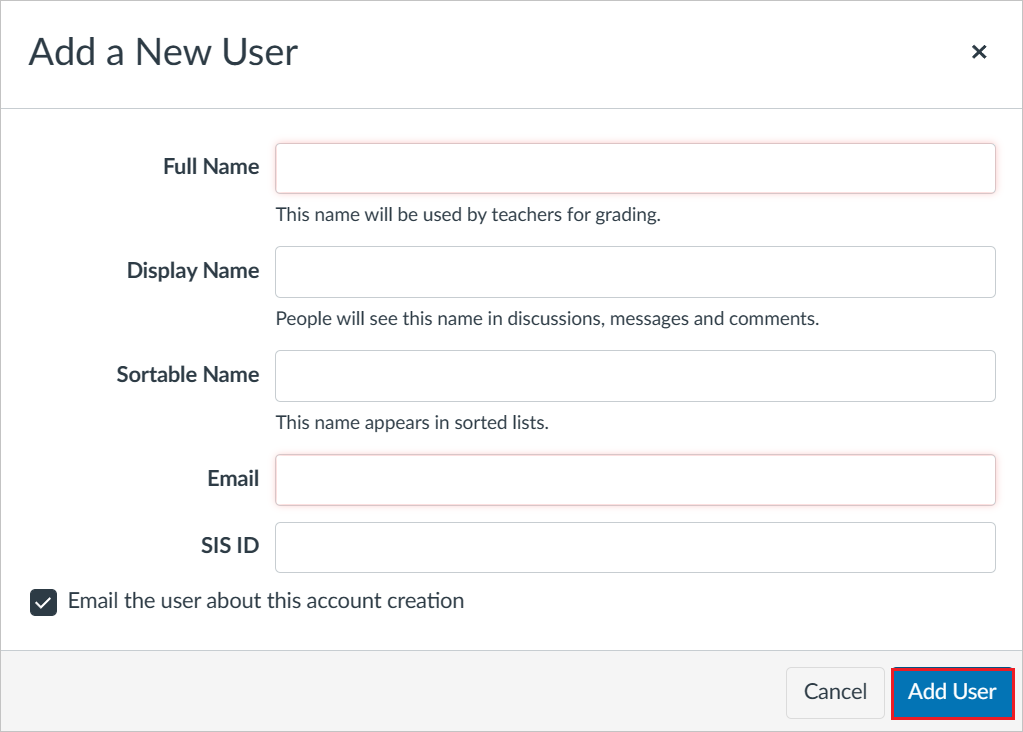 Add a New User
Full Name
This name will be used by teachers for grading.
Display Name
People will see this name in discussions, messages and comments.
Sortable Name
This name appears in sorted lists.
Email
SIS ID
Email the user about this account creation
Cancel Add User